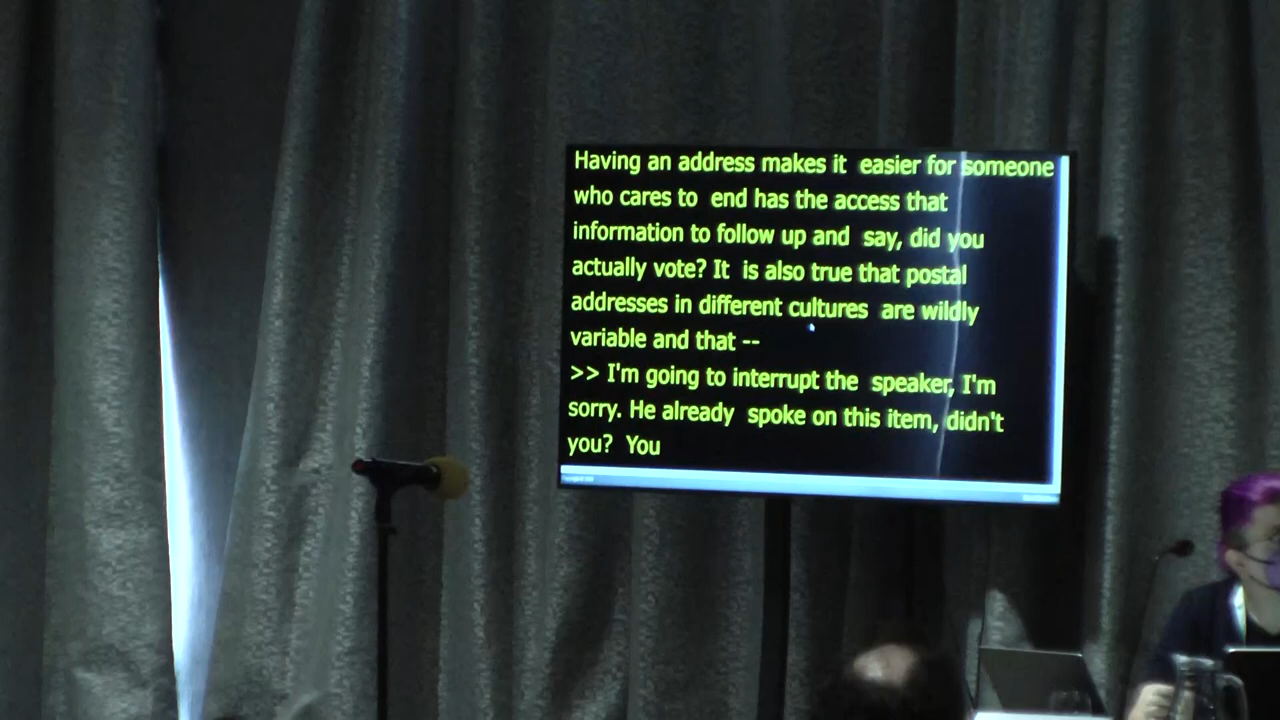 Having an address makes it easier for someone
who cares to end has the access that
information to follow up and say, did you
actually vote? It is also true that postal
addresses in different cultures are wildly
variable and that --
>> I'm going to interrupt the speaker, I'm
sorry. He already spoke on this item, didn't
you? You